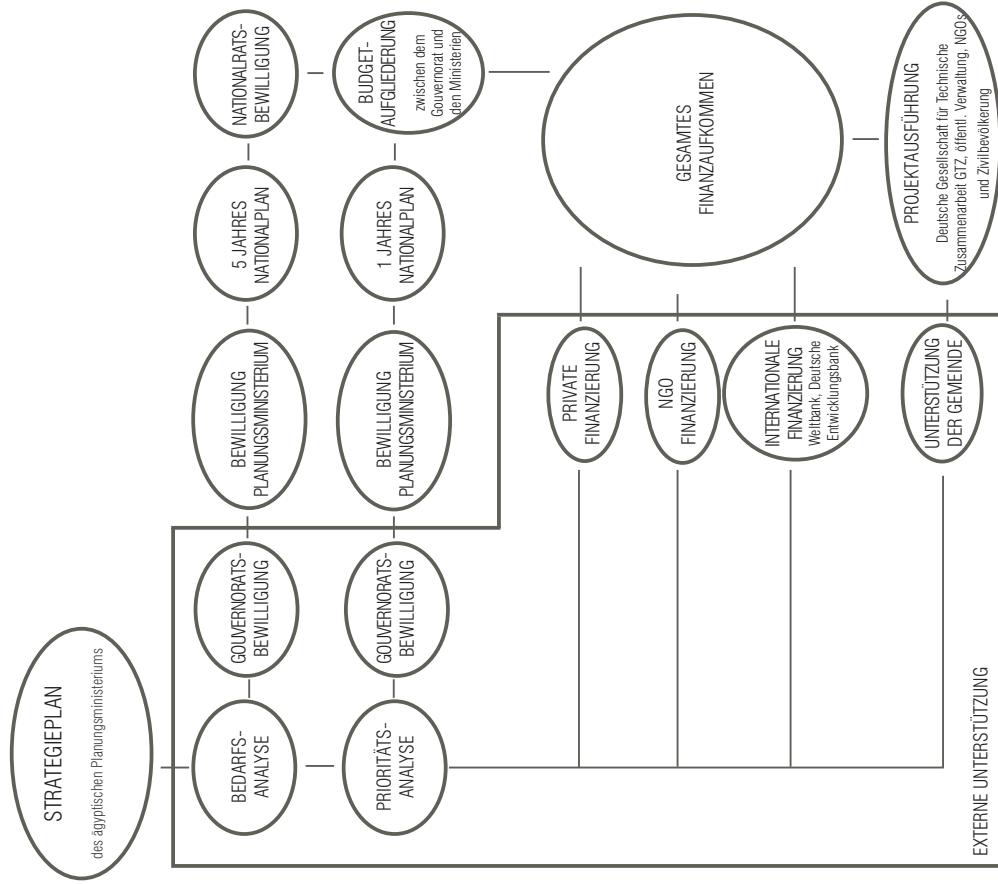 STRATEGIEPLAN
des ägyptischen Planungsministeriums
BEDARFS-
ANALYSE
GOUVERNORATS-
BEWILLIGUNG
BEWILLIGUNG
PLANUNGSMINISTERIUM
5 JAHRES
NATIONALPLAN
NATIONALRATS-
BEWILLIGUNG
PRIORITÄTS-
ANALYSE
GOUVERNORATS-
BEWILLIGUNG
BEWILLIGUNG
PLANUNGSMINISTERIUM
1 JAHRES
NATIONALPLAN
BUDGET-
AUFGLIEDERUNG
zwischen dem
Gouvernorat und
den Ministerien
PRIVATE
FINANZIERUNG
NGO
FINANZIERUNG
INTERNATIONALE
FINANZIERUNG
Weltbank, Deutsche
Entwicklungsbank
GESAMTES
FINANZAUFKOMMEN
UNTERSTÜTZUNG
DER GEMEINDE
PROJEKTAUSFÜHRUNG
Deutsche Gesellschaft für Technische
Zusammenarbeit GTZ, öffentl. Verwaltung, NGOs
und Zivilbevölkerung
EXTERNE UNTERSTÜTZUNG